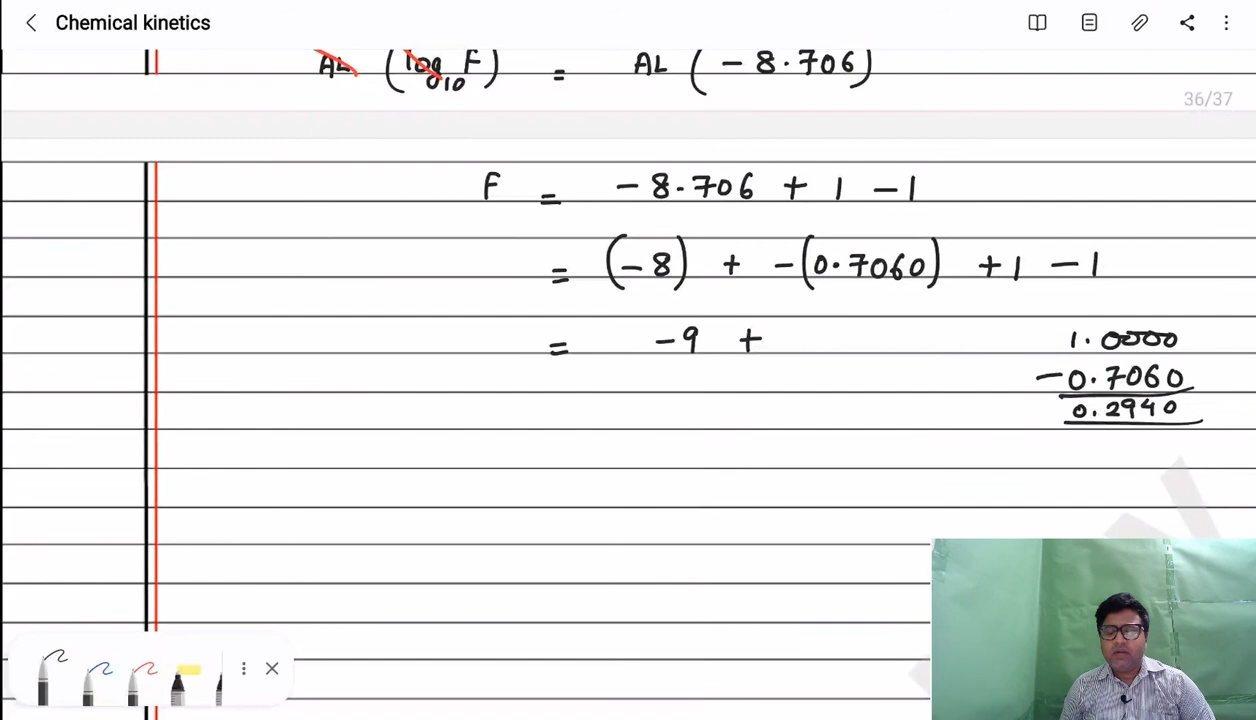 Chemical kinetics
AL (log10 F) = AL (-8.706)
36/37
F = -8.706 + 1 -1
= (-8) + -(0.7060) +1 -1
= -9 +
1.0000
-0.7060
0.2940